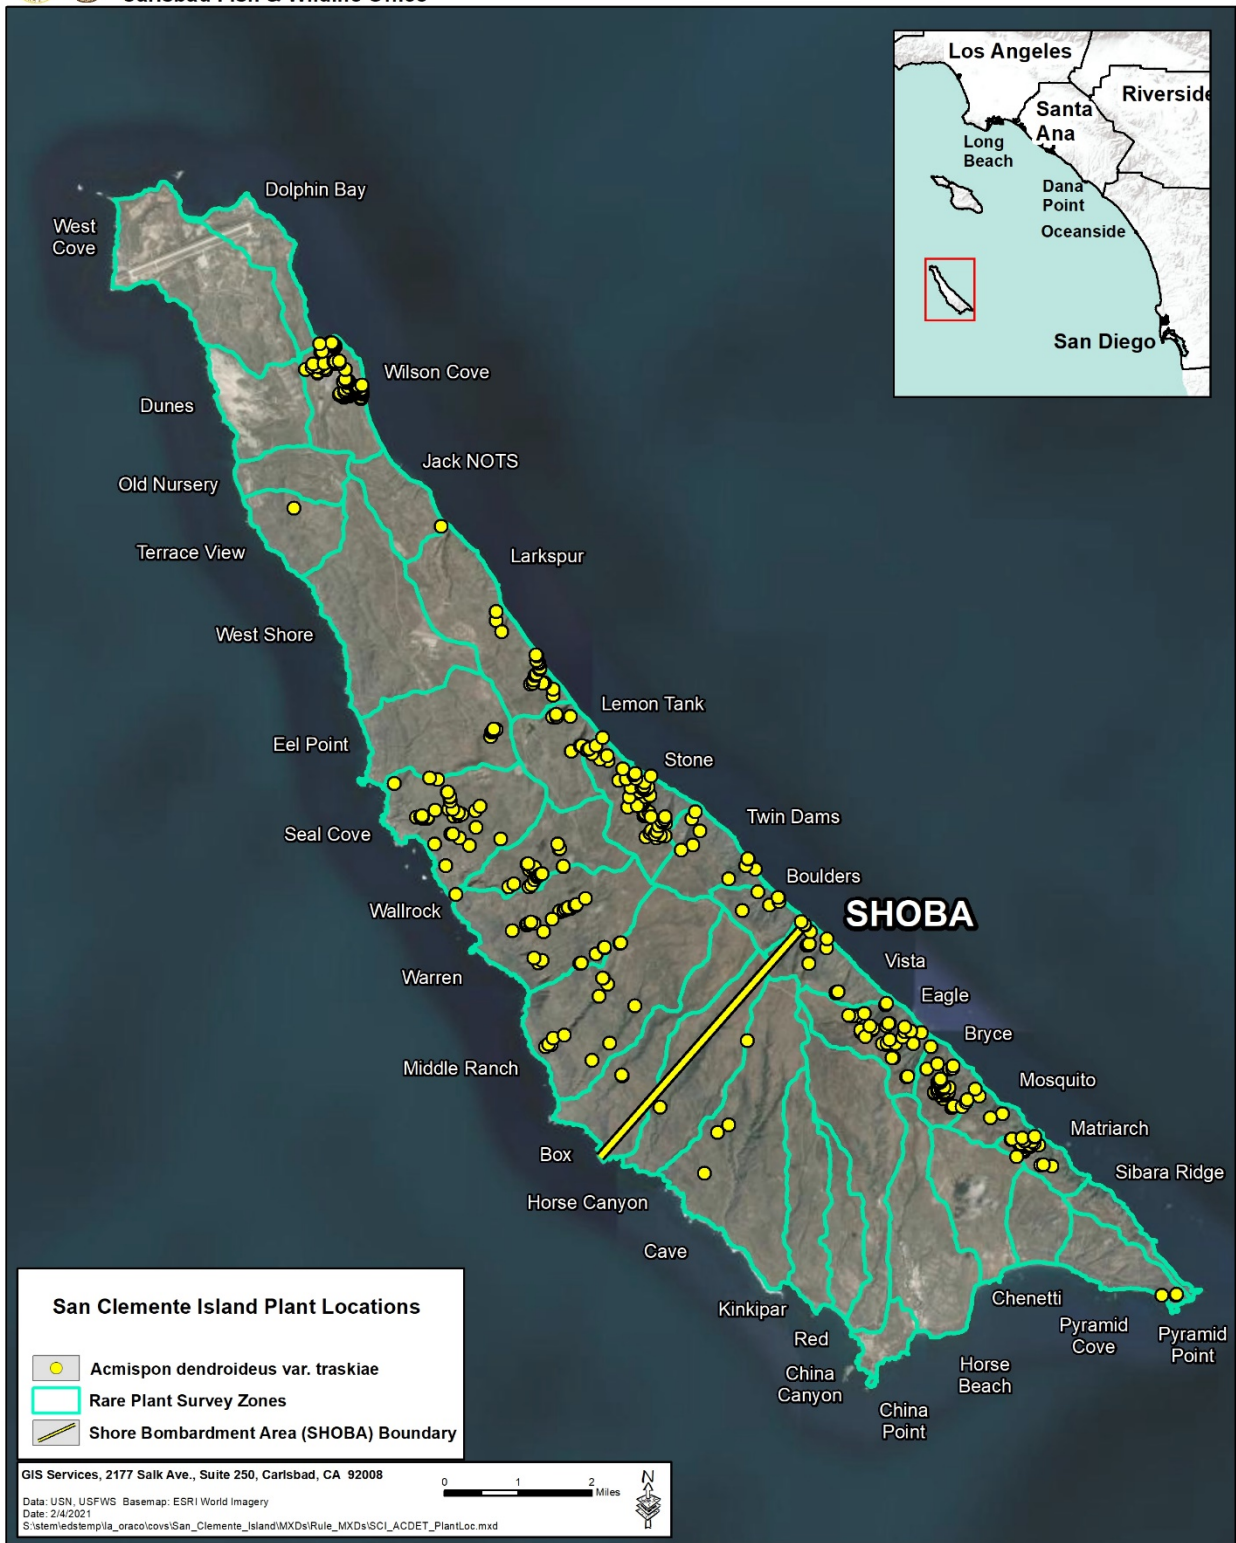 Carlsbad Fish & Wildlife Office
Los Angeles
Riverside
Santa
Ana
Long
Beach
Dana
Point
Oceanside
San Diego
Dolphin Bay
West
Cove
Wilson Cove
Dunes
Jack NOTS
Old Nursery
Terrace View
Larkspur
West Shore
Lemon Tank
Eel Point
Stone
Seal Cove
Twin Dams
Boulders
Wallrock
SHOBA
Warren
Vista
Eagle
Bryce
Middle Ranch
Mosquito
Matriarch
Box
Sibara Ridge
Horse Canyon
Cave
Kinkipar
Chenetti
Red
Pyramid
Cove
Pyramid
Point
China
Canyon
Horse
Beach
China
Point
San Clemente Island Plant Locations
Acmispon dendroideus var. traskiae
Rare Plant Survey Zones
Shore Bombardment Area (SHOBA) Boundary
GIS Services, 2177 Salk Ave., Suite 250, Carlsbad, CA 92008
0 1 2
Miles
N
Data: USN, USFWS Basemap: ESRI World Imagery
Date: 2/4/2021
S:\stem\edstemp\la_oraco\covs\San_Clemente_Island\MXDs\Rule_MXDs\SCI_ACDET_PlantLoc.mxd